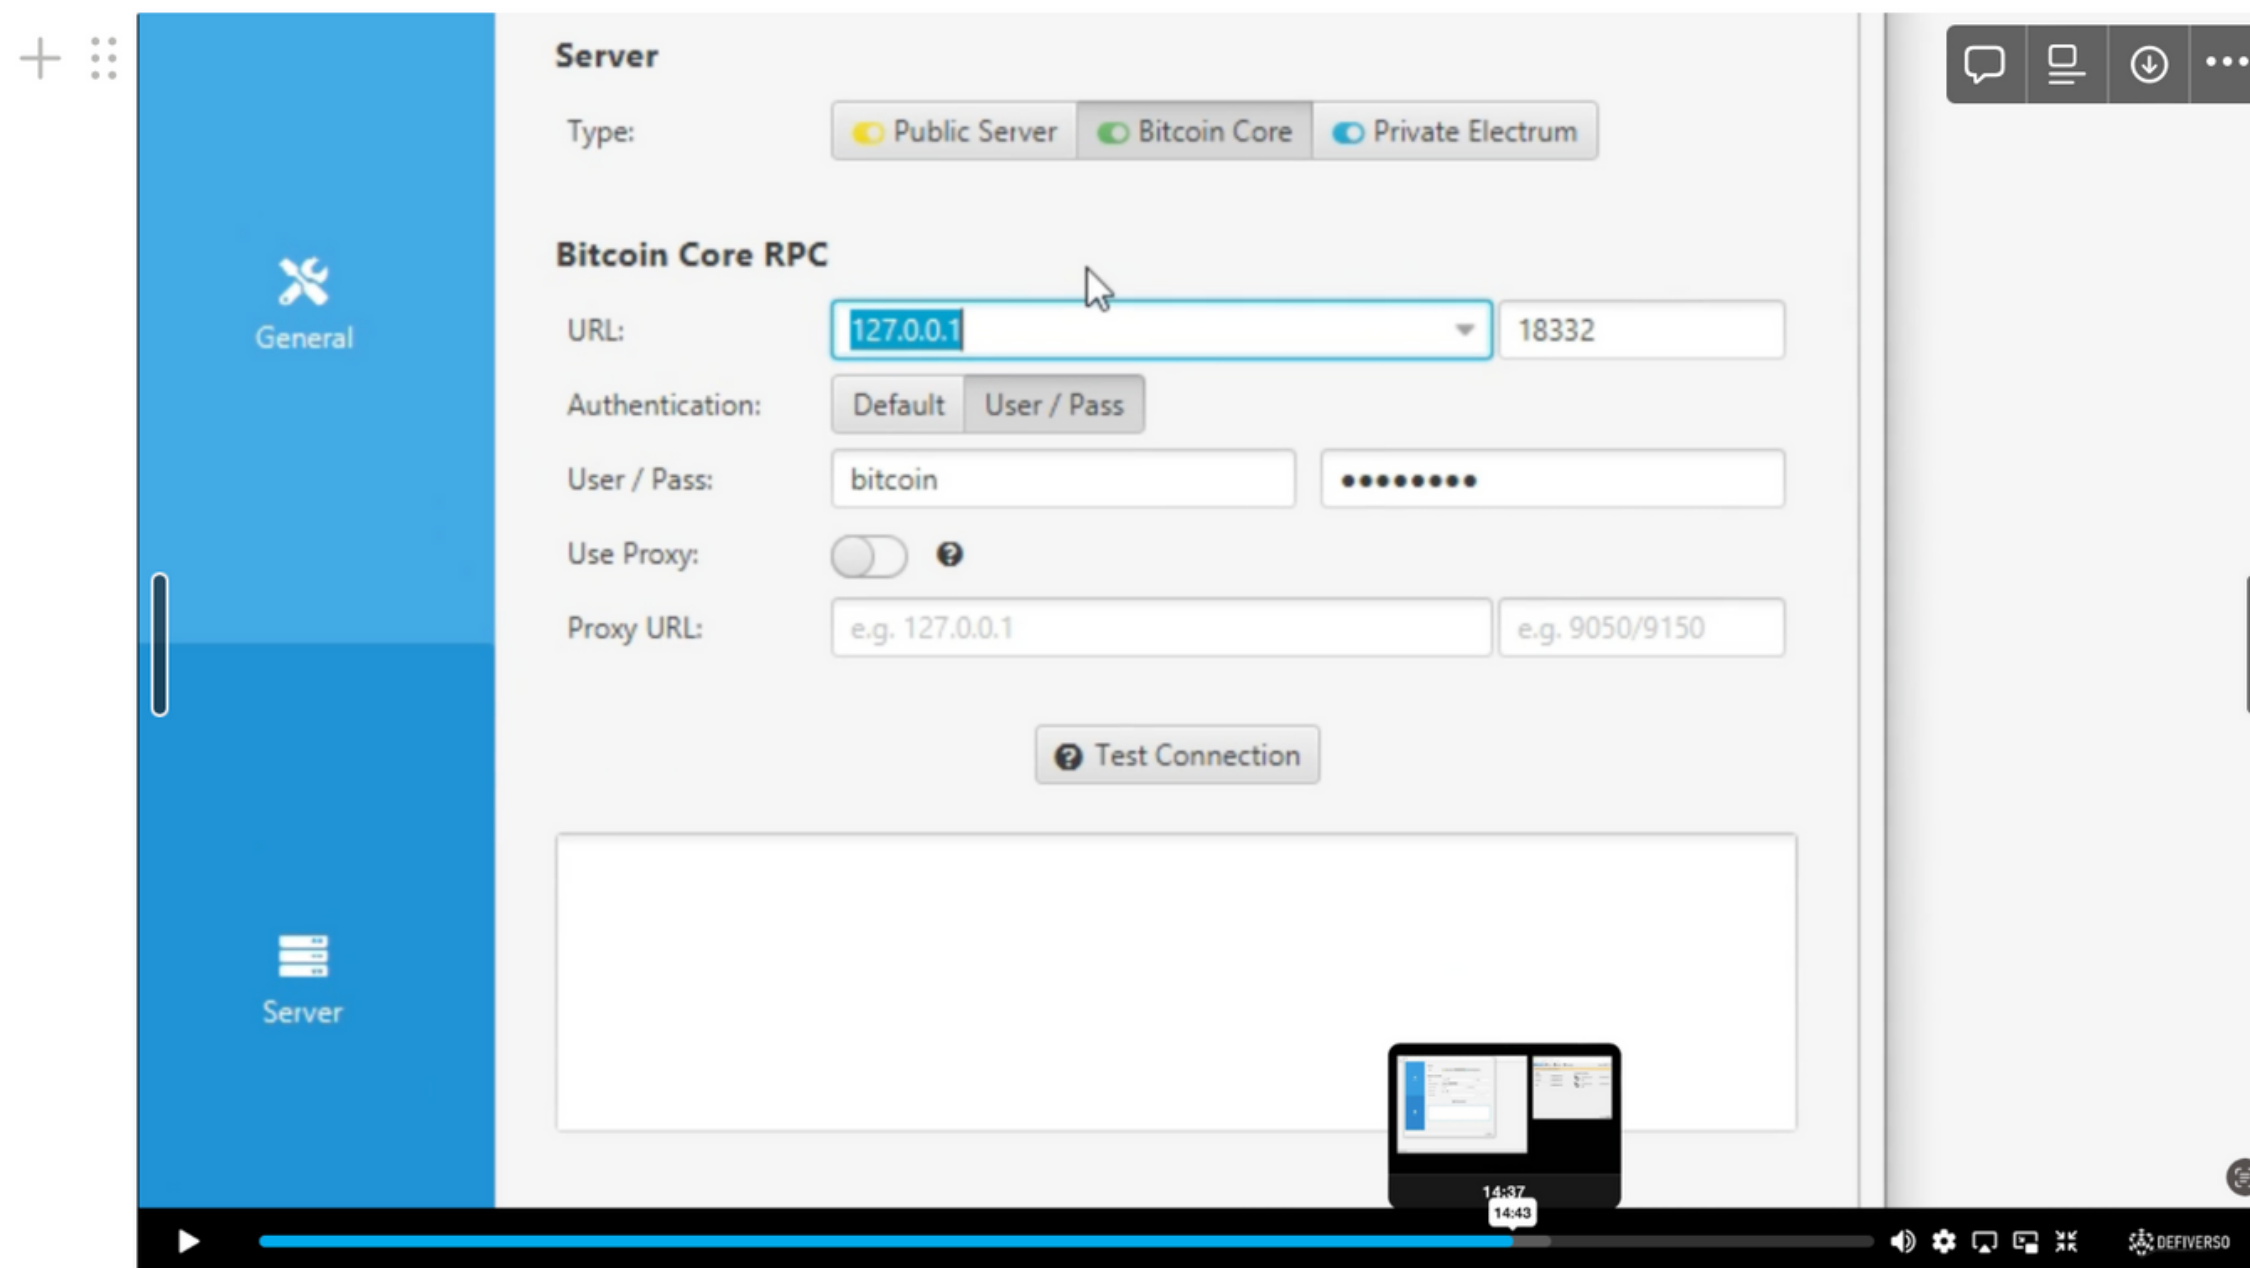 Server
Type:
Public Server
Bitcoin Core
Private Electrum
Bitcoin Core RPC
URL:
127.0.0.1
18332
Authentication:
Default
User / Pass
User / Pass:
bitcoin
••••••••
Use Proxy:
Proxy URL:
e.g. 127.0.0.1
e.g. 9050/9150
Test Connection
General
Server
14:37
14:43
DEFIVERSO